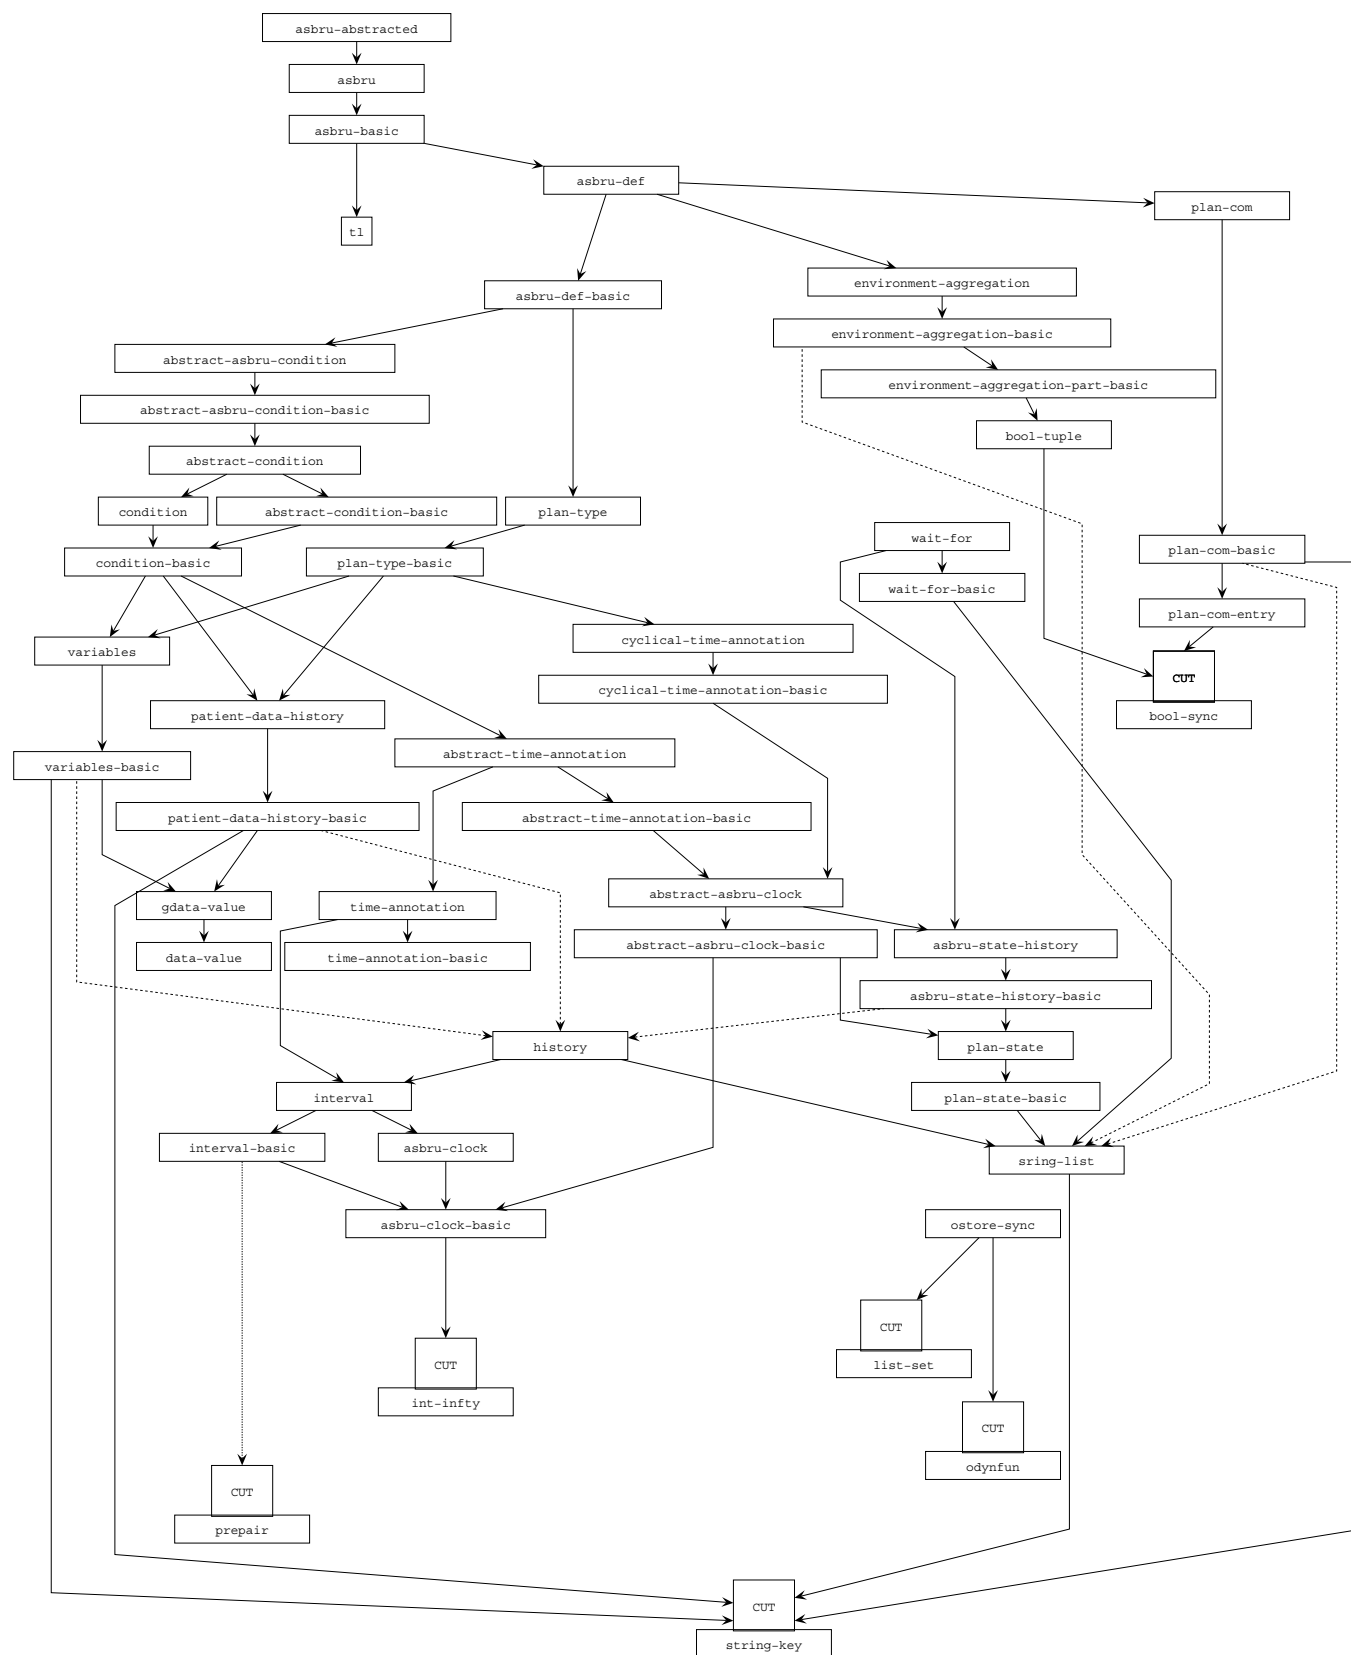 asbru-abstracted
asbru
asbru-basic
asbru-def
plan-com
tl
environment-aggregation
asbru-def-basic
environment-aggregation-basic
abstract-asbru-condition
environment-aggregation-part-basic
abstract-asbru-condition-basic
bool-tuple
abstract-condition
condition
abstract-condition-basic
plan-type
wait-for
plan-com-basic
condition-basic
plan-type-basic
wait-for-basic
plan-com-entry
cyclical-time-annotation
variables
CUT
cyclical-time-annotation-basic
bool-sync
patient-data-history
abstract-time-annotation
variables-basic
patient-data-history-basic
abstract-time-annotation-basic
abstract-asbru-clock
gdata-value
time-annotation
abstract-asbru-clock-basic
asbru-state-history
data-value
time-annotation-basic
asbru-state-history-basic
history
plan-state
interval
plan-state-basic
interval-basic
asbru-clock
sring-list
asbru-clock-basic
ostore-sync
CUT
list-set
CUT
int-infty
CUT
odynfun
CUT
prepair
CUT
string-key